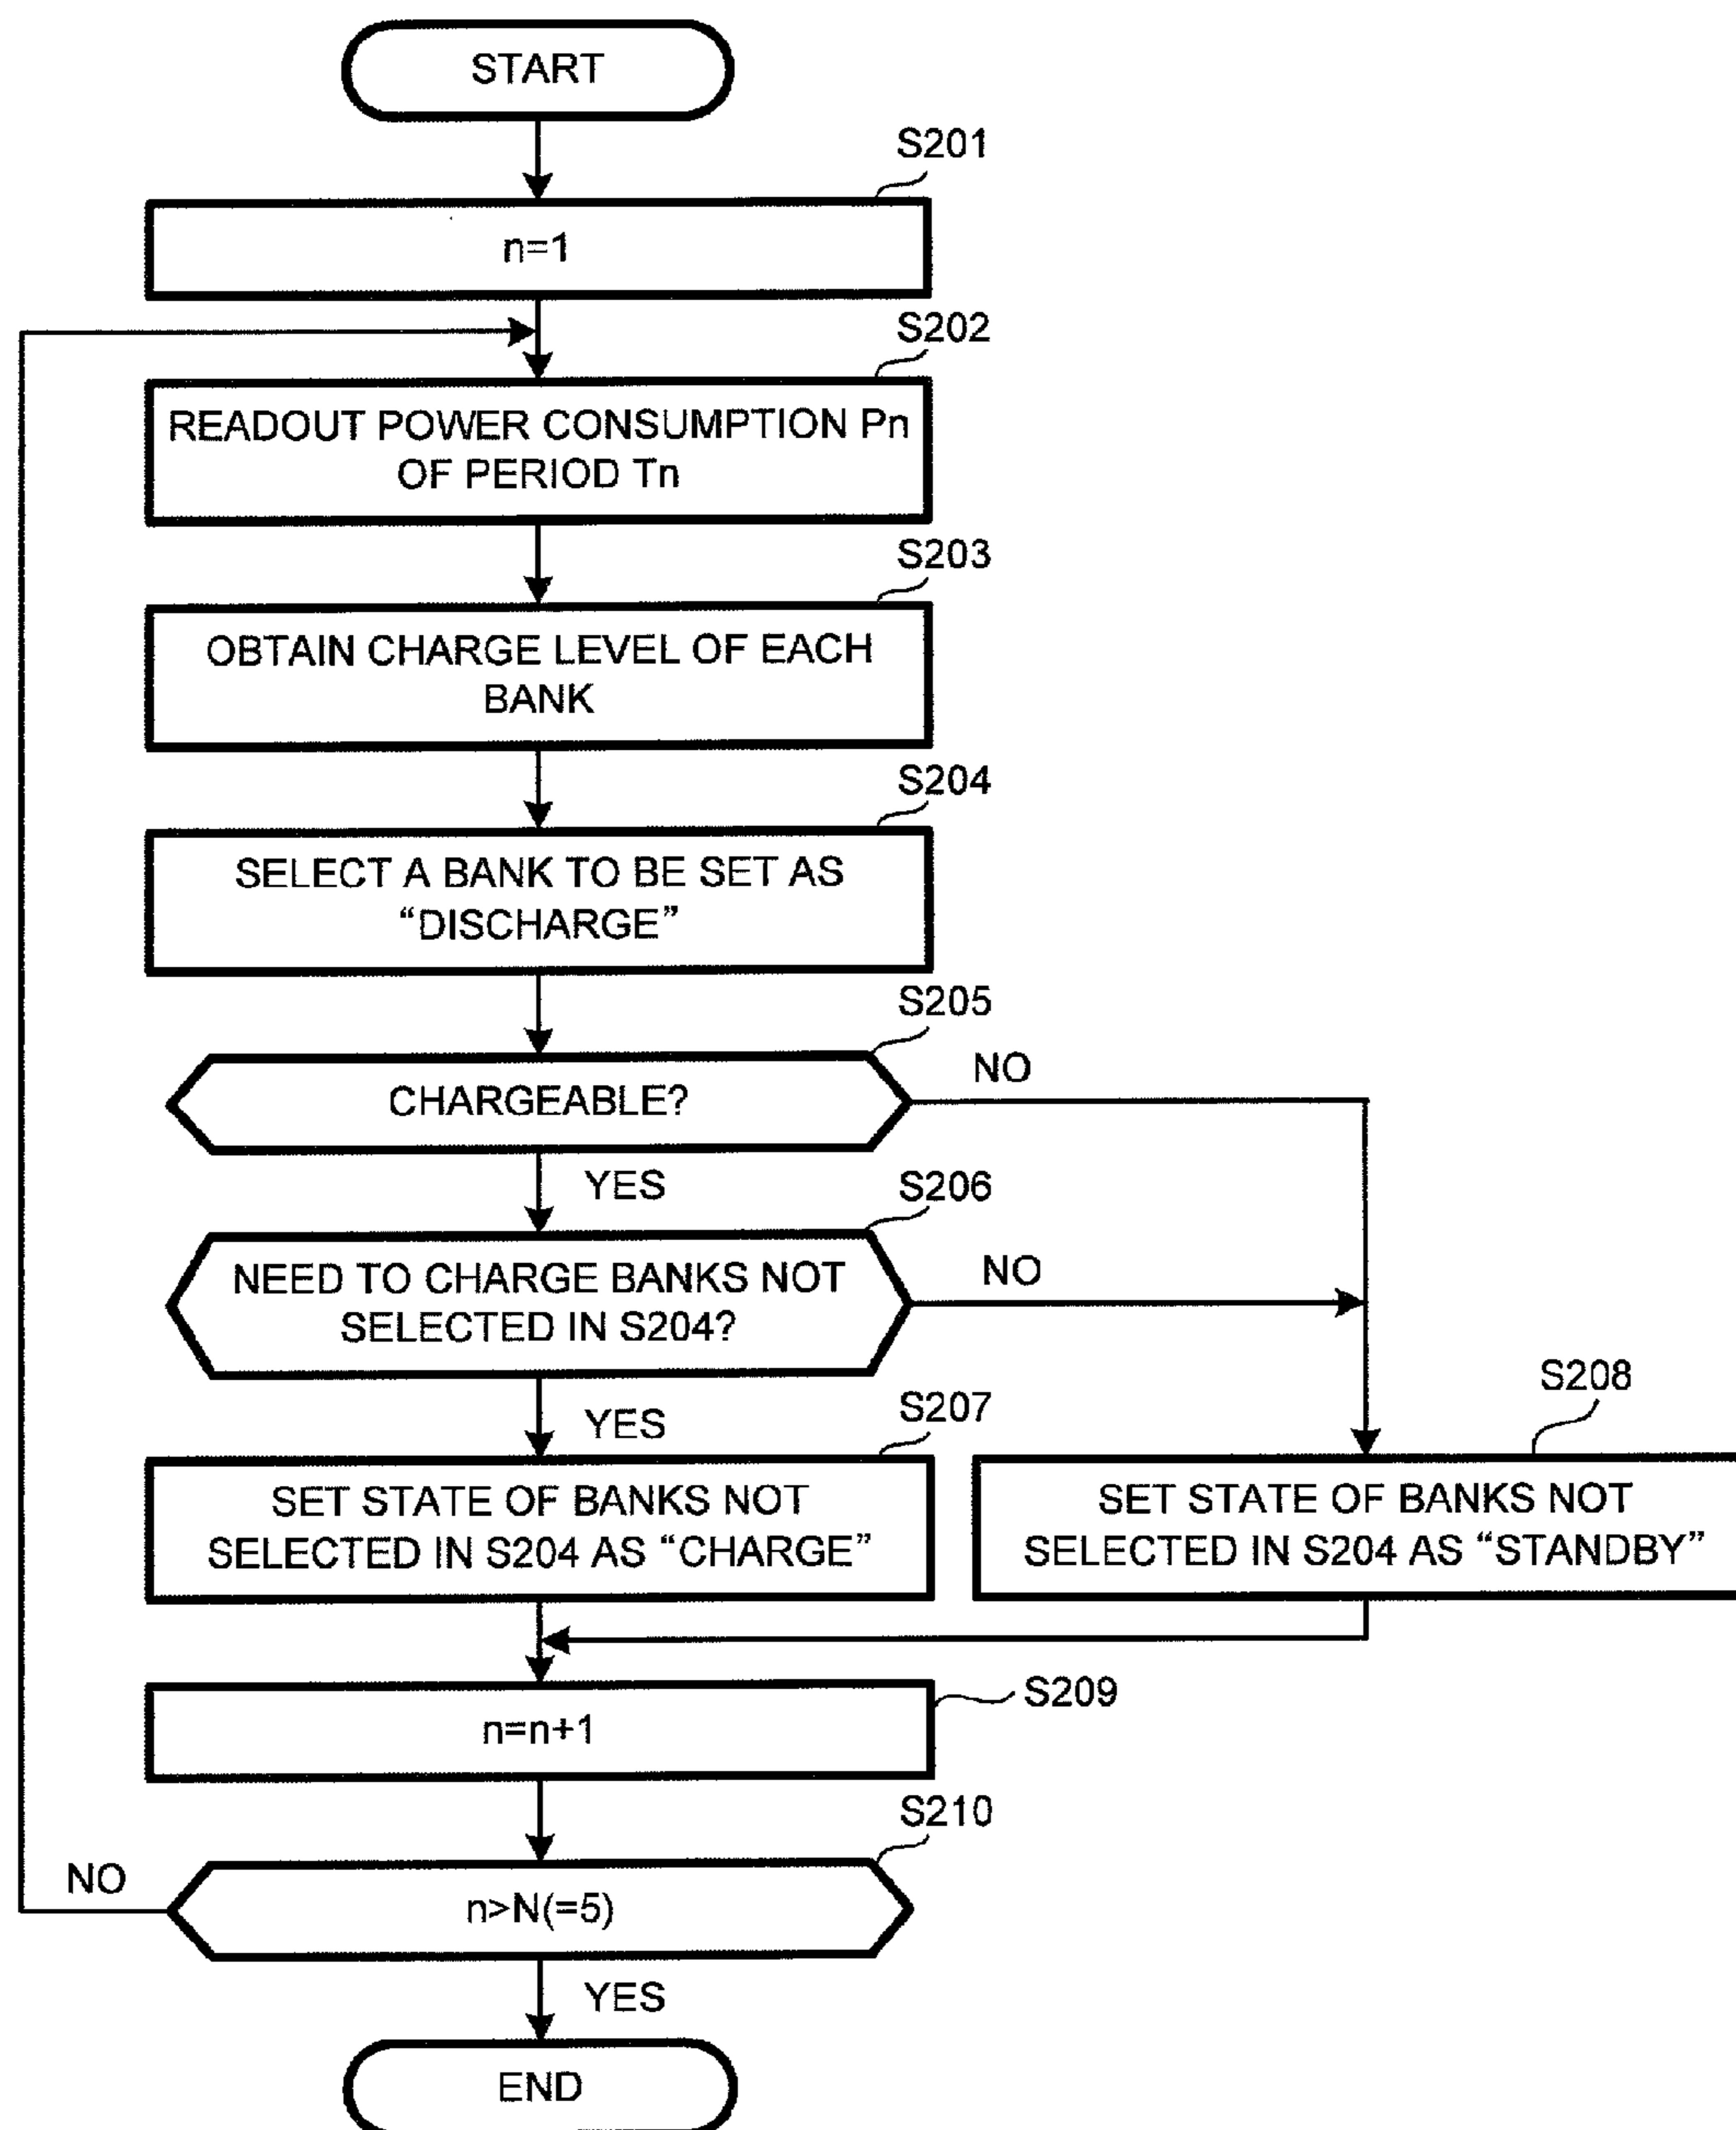 START
S201
n=1
S202
READOUT POWER CONSUMPTION Pn
OF PERIOD Tn
S203
OBTAIN CHARGE LEVEL OF EACH
BANK
S204
SELECT A BANK TO BE SET AS
“DISCHARGE”
S205
CHARGEABLE?
NO
YES
S206
NEED TO CHARGE BANKS NOT
SELECTED IN S204?
NO
YES
S207
SET STATE OF BANKS NOT
SELECTED IN S204 AS “CHARGE”
S208
SET STATE OF BANKS NOT
SELECTED IN S204 AS “STANDBY”
S209
n=n+1
S210
n>N(=5)
NO
YES
END